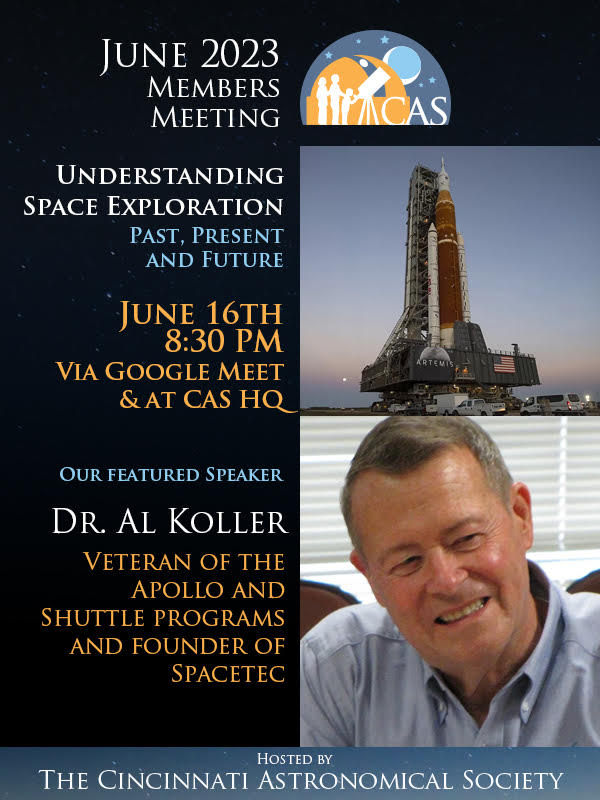 June 2023
Members
Meeting
CAS
Understanding
Space Exploration
Past, Present
and Future
June 16th
8:30 PM
Via Google Meet
& at CAS HQ
ARTEMIS
Our featured Speaker
Dr. Al Koller
Veteran of the
Apollo and
Shuttle programs
and founder of
Spacetec
Hosted by
The Cincinnati Astronomical Society